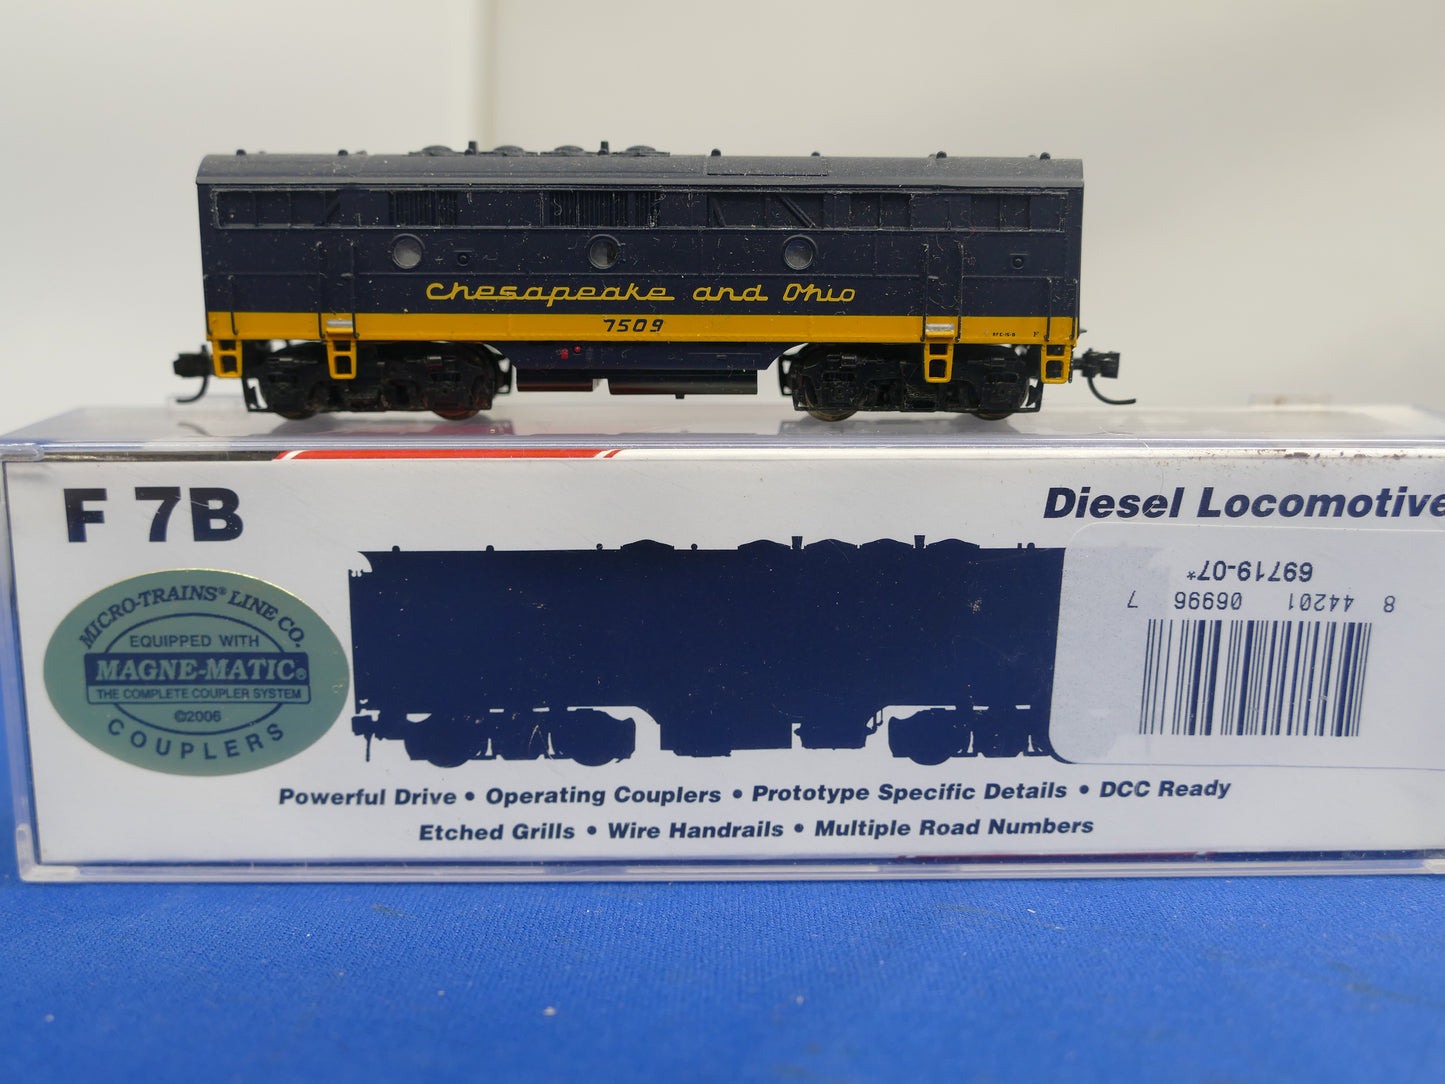 Chesapeake and Ohio
7509
F 7B
Diesel Locomotive
MICRO-TRAINS® LINE CO.
EQUIPPED WITH
MAGNE-MATIC®
THE COMPLETE COUPLER SYSTEM
©2006
COUPLERS
69719-07*
8 44201 06996 7
Powerful Drive • Operating Couplers • Prototype Specific Details • DCC Ready
Etched Grills • Wire Handrails • Multiple Road Numbers